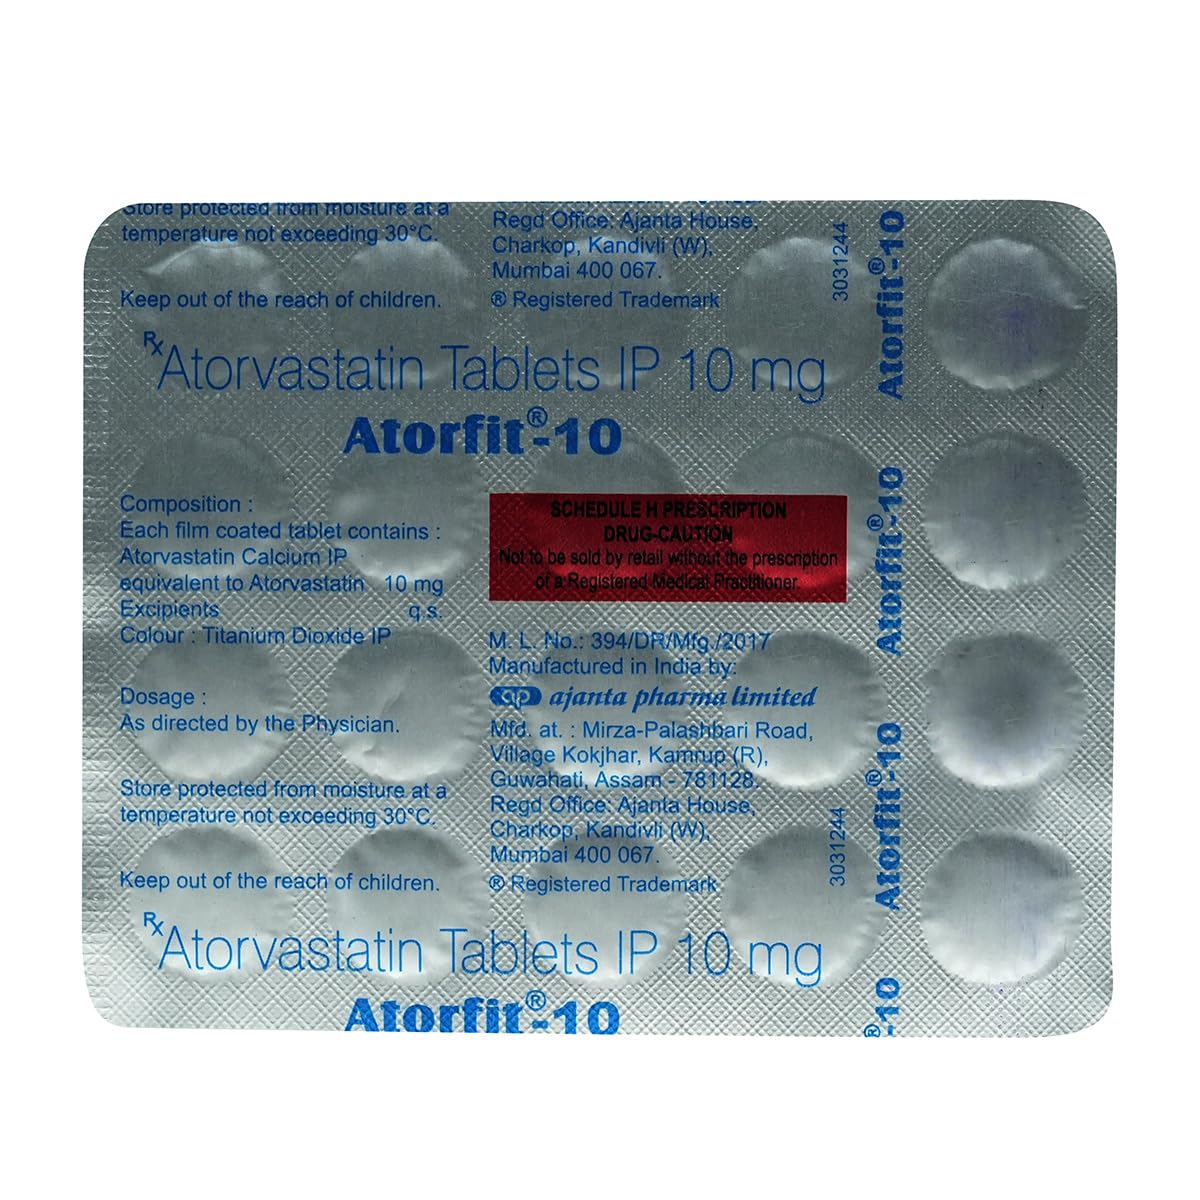 Store protected from moisture at a
temperature not exceeding 30°C.
Keep out of the reach of children.
Regd Office: Ajanta House,
Charkop, Kandivli (W),
Mumbai 400 067.
® Registered Trademark
3031244
Atorfit®-10
Rx Atorvastatin Tablets IP 10 mg
Atorfit®-10
Composition :
Each film coated tablet contains :
Atorvastatin Calcium IP
equivalent to Atorvastatin 10 mg
Excipients q.s.
Colour : Titanium Dioxide IP
Dosage :
As directed by the Physician.
Store protected from moisture at a
temperature not exceeding 30°C.
Keep out of the reach of children.
SCHEDULE H PRESCRIPTION
DRUG-CAUTION
Not to be sold by retail without the prescription
of a Registered Medical Practitioner.
M. L. No.: 394/DR/Mfg./2017
Manufactured in India by:
ap ajanta pharma limited
Mfd. at. : Mirza-Palashbari Road,
Village Kokjhar, Kamrup (R),
Guwahati, Assam - 781128.
Regd Office: Ajanta House,
Charkop, Kandivli (W),
Mumbai 400 067.
® Registered Trademark
3031244
Atorfit®-10
Atorfit®-10
Rx Atorvastatin Tablets IP 10 mg
Atorfit®-10
®-10